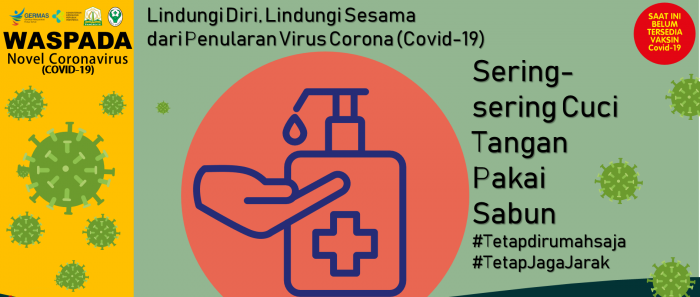 GERMAS
WASPADA
Novel Coronavirus
(COVID-19)
Lindungi Diri, Lindungi Sesama
dari Penularan Virus Corona (Covid-19)
SAAT INI
BELUM
TERSEDIA
VAKSIN
Covid-19
Sering-
sering Cuci
Tangan
Pakai
Sabun
#Tetapdirumahsaja
#TetapJagaJarak